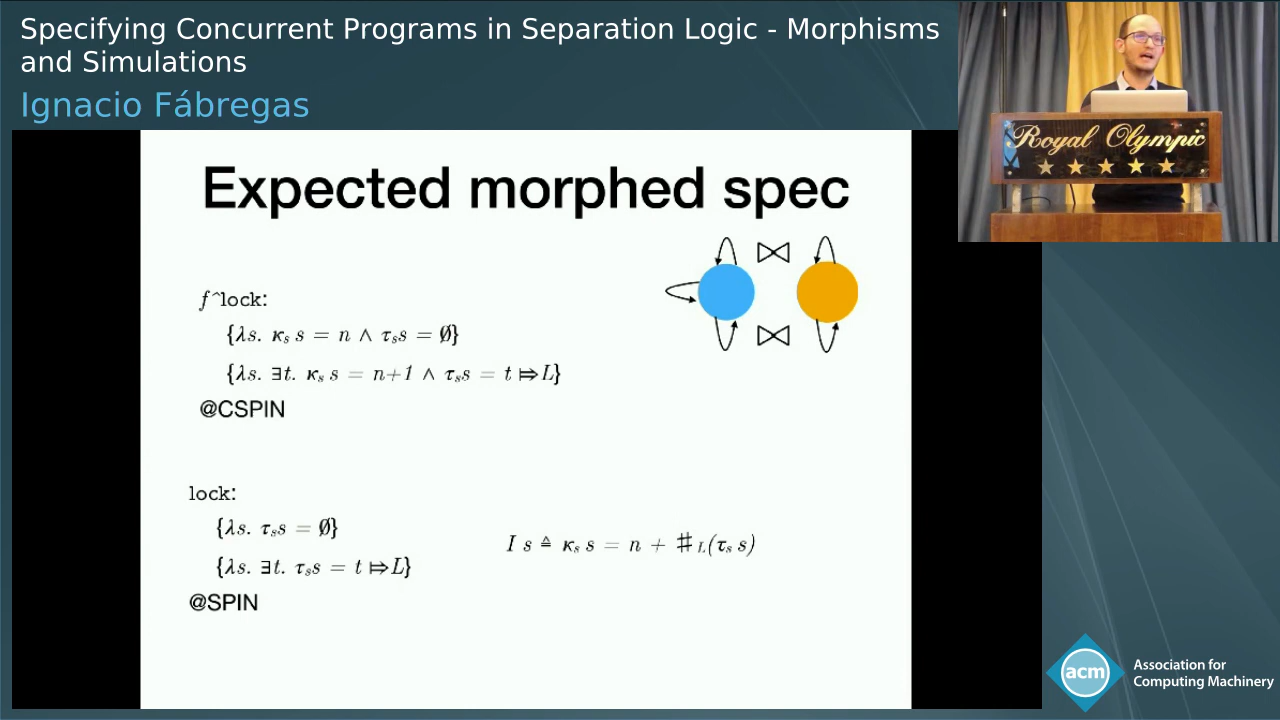 Specifying Concurrent Programs in Separation Logic - Morphisms
and Simulations
Ignacio Fábregas
Royal Olympic
Expected morphed spec
f^lock:
{λs. κₛ s = n ∧ τₛs = Ø}
{λs. ∃t. κₛ s = n+1 ∧ τₛs = t ⤇ L}
@CSPIN
lock:
{λs. τₛs = Ø}
{λs. ∃t. τₛs = t ⤇ L}
@SPIN
I s ≙ κₛ s = n + ♯L(τₛ s)
acm
Association for
Computing Machinery